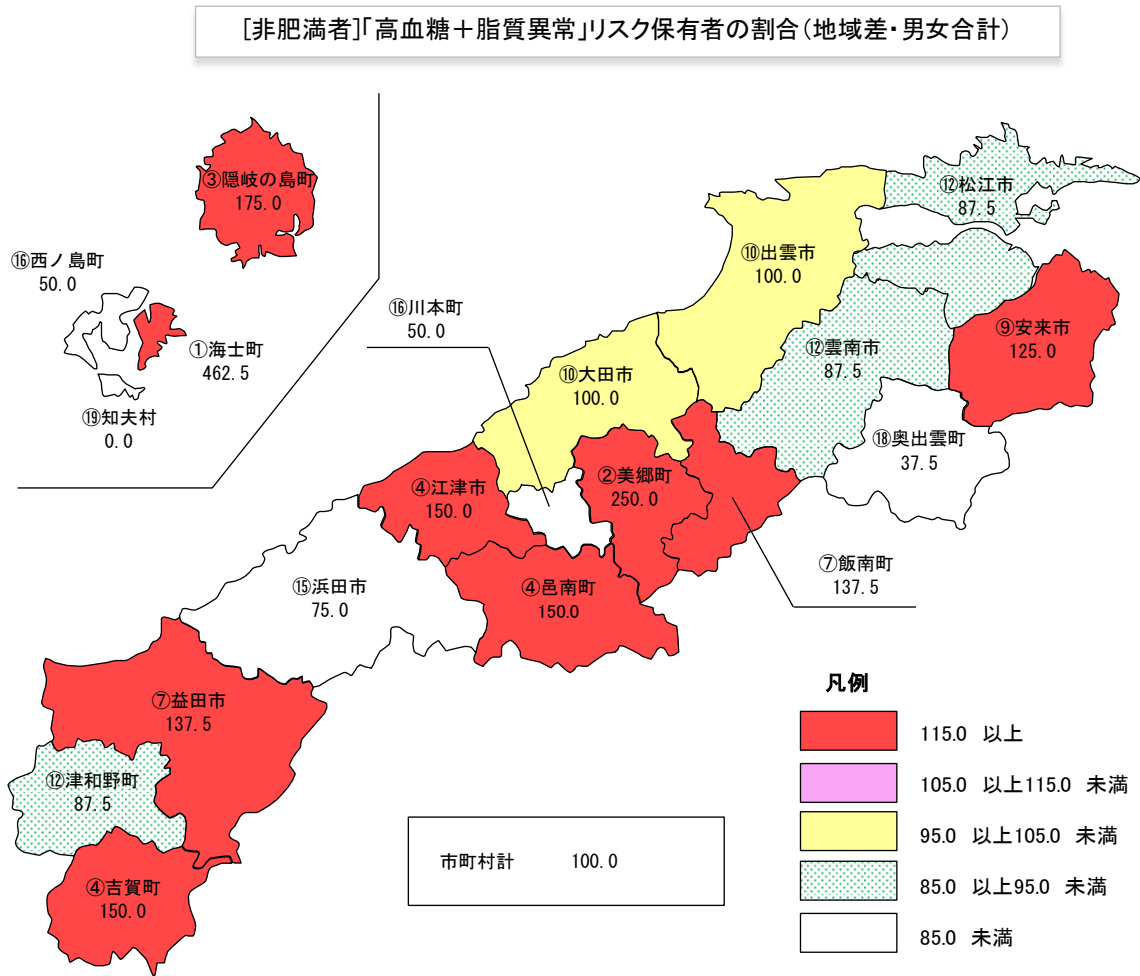 [非肥満者]「高血糖＋脂質異常」リスク保有者の割合(地域差・男女合計)
③隠岐の島町
175.0
⑯西ノ島町
50.0
①海士町
462.5
⑲知夫村
0.0
⑫松江市
87.5
⑩出雲市
100.0
⑯川本町
50.0
⑨安来市
125.0
⑫雲南市
87.5
⑩大田市
100.0
⑱奥出雲町
37.5
②美郷町
250.0
④江津市
150.0
⑦飯南町
137.5
④邑南町
150.0
⑮浜田市
75.0
⑦益田市
137.5
⑫津和野町
87.5
④吉賀町
150.0
市町村計 100.0
凡例
115.0 以上
105.0 以上115.0 未満
95.0 以上105.0 未満
85.0 以上95.0 未満
85.0 未満